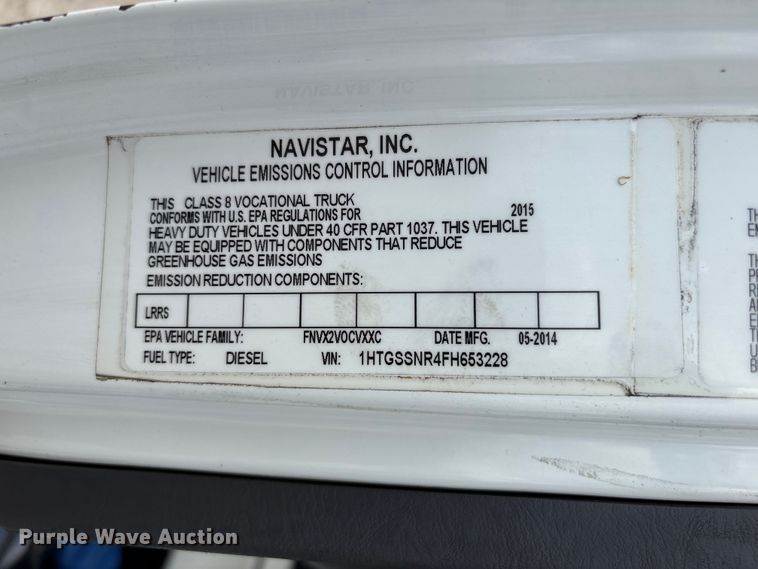 NAVISTAR, INC.
VEHICLE EMISSIONS CONTROL INFORMATION
THIS CLASS 8 VOCATIONAL TRUCK
CONFORMS WITH U.S. EPA REGULATIONS FOR 2015
HEAVY DUTY VEHICLES UNDER 40 CFR PART 1037. THIS VEHICLE
MAY BE EQUIPPED WITH COMPONENTS THAT REDUCE
GREENHOUSE GAS EMISSIONS
EMISSION REDUCTION COMPONENTS:
LRRS
EPA VEHICLE FAMILY: FNVX2VOCVXXC DATE MFG. 05-2014
FUEL TYPE: DIESEL VIN: 1HTGSSNR4FH653228
Purple Wave Auction